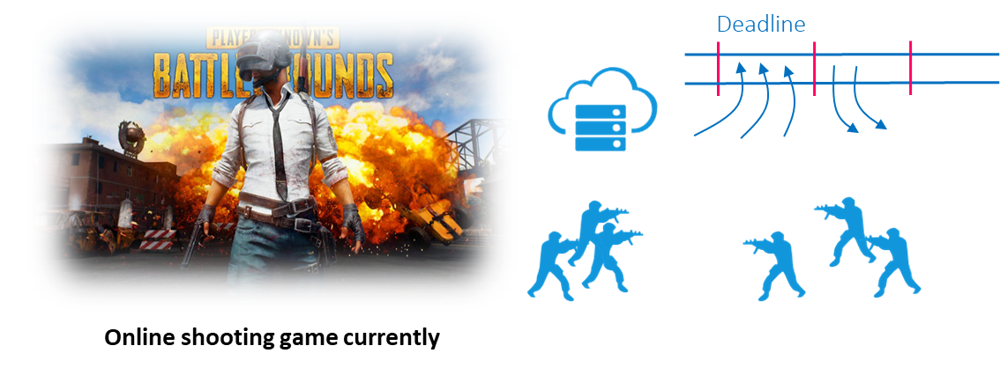 PLAYERUNKNOWN'S
BATTLEGROUNDS
Deadline
Online shooting game currently